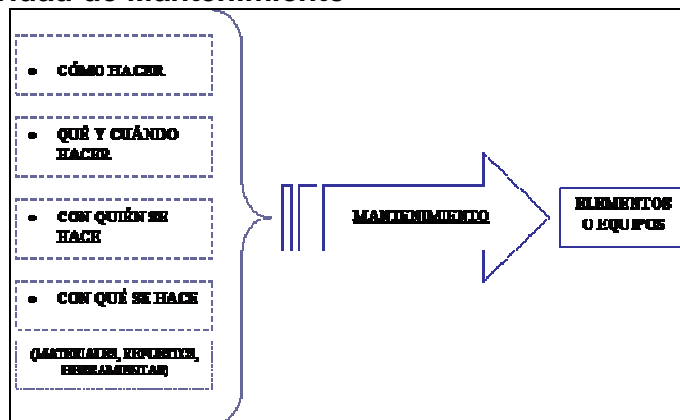 de Mantenimiento
• CÓMO HACER
• QUÉ Y CUÁNDO
HACER
• CON QUIÉN SE
HACE
• CON QUÉ SE HACE
(MATERIALES, REPUESTOS,
HERRAMIENTAS)
MANTENIMIENTO
ELEMENTOS
O EQUIPOS